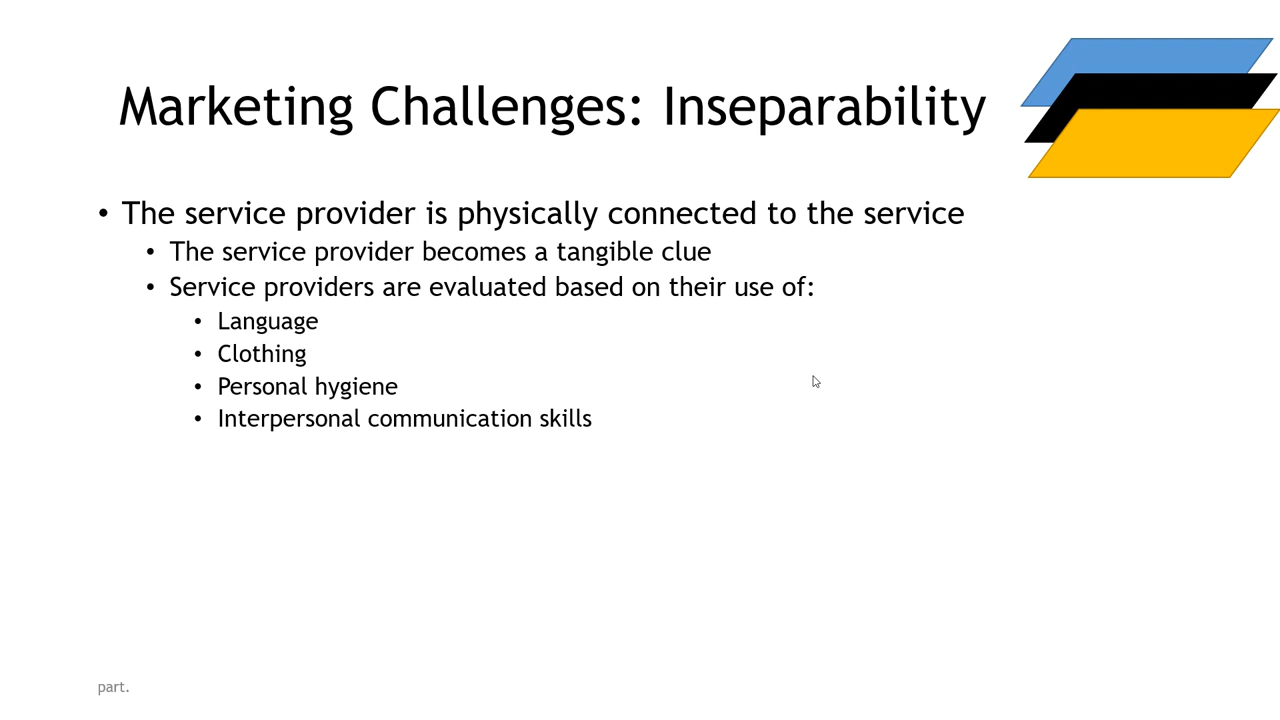 Marketing Challenges: Inseparability
• The service provider is physically connected to the service
• The service provider becomes a tangible clue
• Service providers are evaluated based on their use of:
• Language
• Clothing
• Personal hygiene
• Interpersonal communication skills
part.